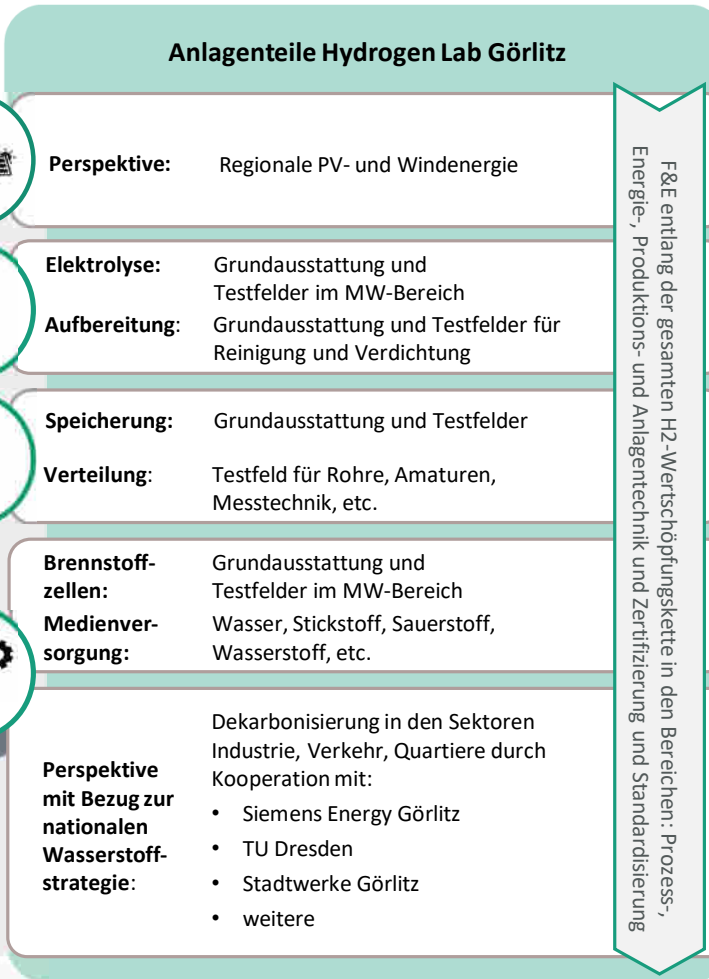 Anlagenteile Hydrogen Lab Görlitz
Perspektive: Regionale PV- und Windenergie
Elektrolyse: Grundausstattung und
Testfelder im MW-Bereich
Aufbereitung: Grundausstattung und Testfelder für
Reinigung und Verdichtung
Speicherung: Grundausstattung und Testfelder
Verteilung: Testfeld für Rohre, Amaturen,
Messtechnik, etc.
Brennstoff- Grundausstattung und
zellen: Testfelder im MW-Bereich
Medienver- Wasser, Stickstoff, Sauerstoff,
sorgung: Wasserstoff, etc.
Perspektive
mit Bezug zur
nationalen
Wasserstoff-
strategie:
Dekarbonisierung in den Sektoren
Industrie, Verkehr, Quartiere durch
Kooperation mit:
• Siemens Energy Görlitz
• TU Dresden
• Stadtwerke Görlitz
• weitere
F&E entlang der gesamten H2-Wertschöpfungskette in den Bereichen: Prozess-,
Energie-, Produktions- und Anlagentechnik und Zertifizierung und Standardisierung